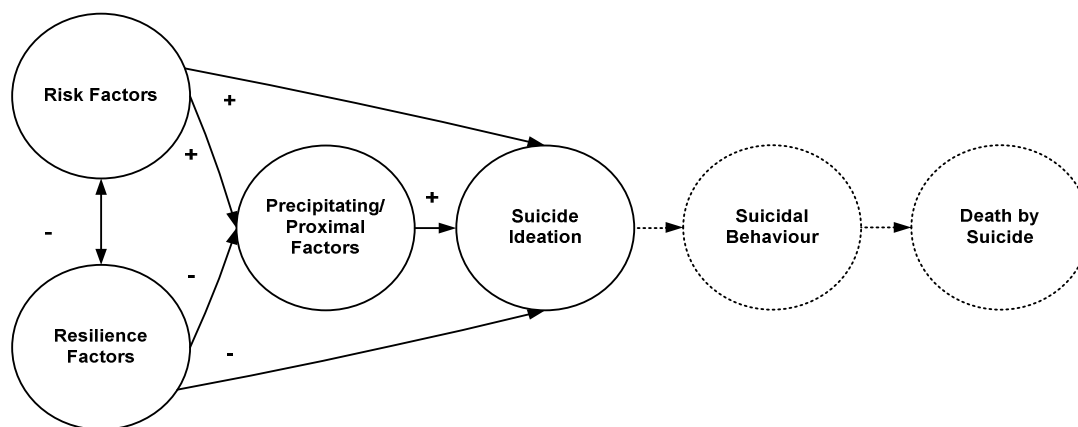 Risk Factors
+
+
Precipitating/
Proximal
Factors
+
Suicide
Ideation
Suicidal
Behaviour
Death by
Suicide
-
-
Resilience
Factors
-